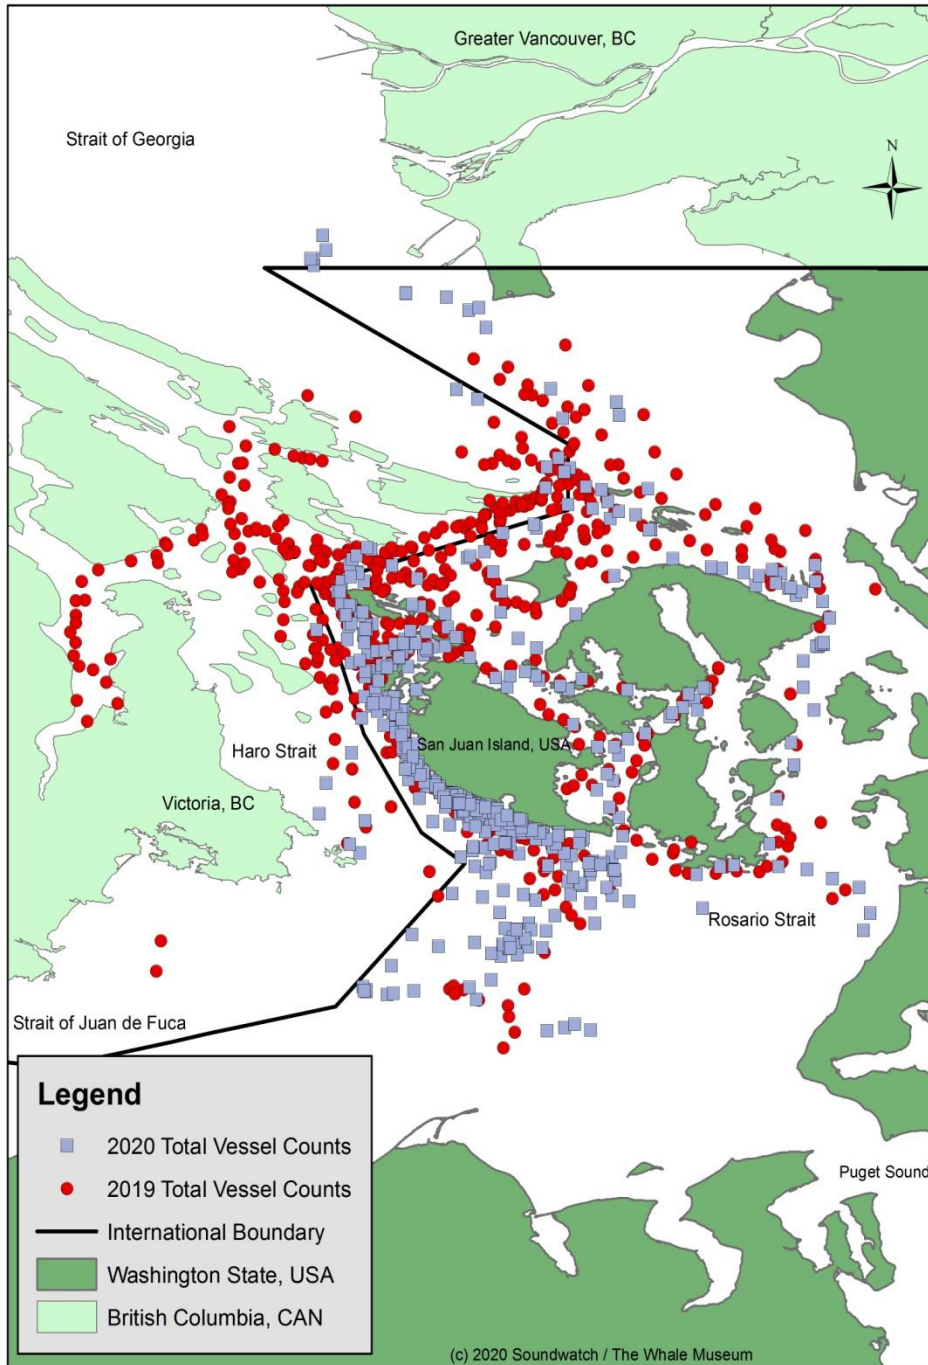 Greater Vancouver, BC
Strait of Georgia
N
San Juan Island, USA
Haro Strait
Victoria, BC
Rosario Strait
Strait of Juan de Fuca
Legend
2020 Total Vessel Counts
2019 Total Vessel Counts
International Boundary
Washington State, USA
British Columbia, CAN
Puget Sound
(c) 2020 Soundwatch / The Whale Museum